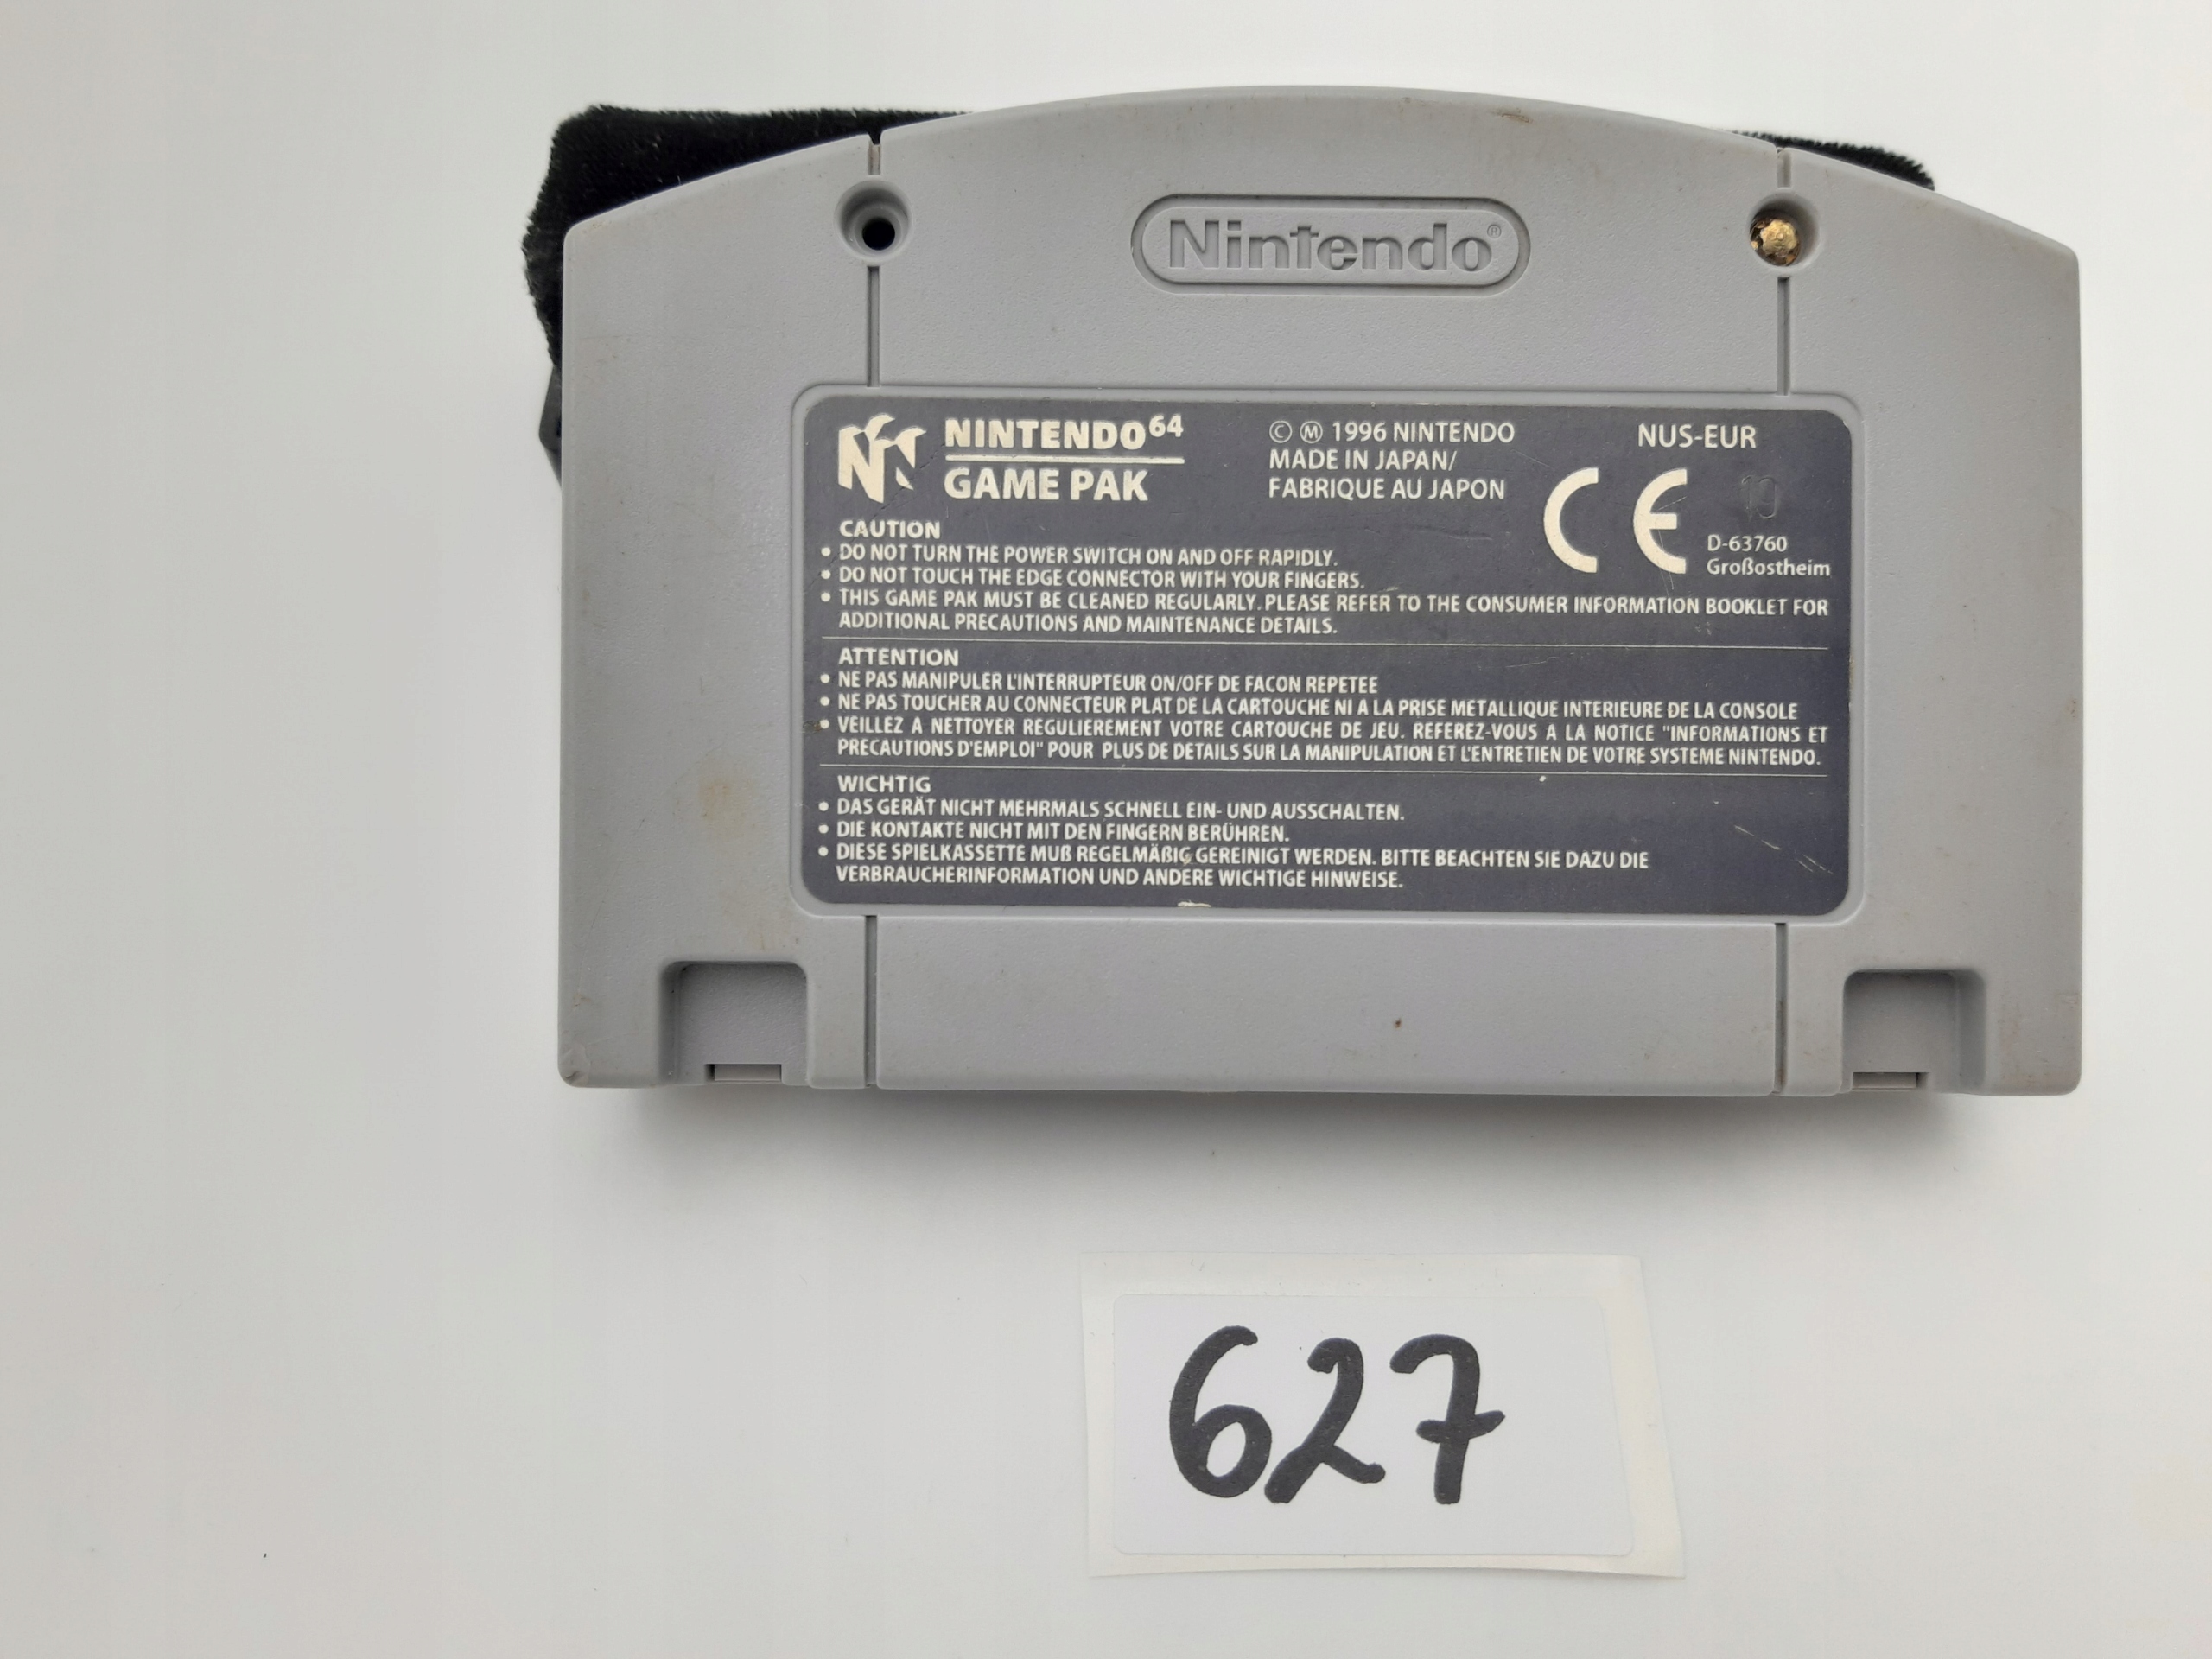 Nintendo®
NINTENDO 64
GAME PAK
© Ⓜ 1996 NINTENDO
MADE IN JAPAN/
FABRIQUE AU JAPON
NUS-EUR
CE
10
D-63760
Großostheim
CAUTION
• DO NOT TURN THE POWER SWITCH ON AND OFF RAPIDLY.
• DO NOT TOUCH THE EDGE CONNECTOR WITH YOUR FINGERS.
• THIS GAME PAK MUST BE CLEANED REGULARLY. PLEASE REFER TO THE CONSUMER INFORMATION BOOKLET FOR
ADDITIONAL PRECAUTIONS AND MAINTENANCE DETAILS.
ATTENTION
• NE PAS MANIPULER L'INTERRUPTEUR ON/OFF DE FACON REPETEE
• NE PAS TOUCHER AU CONNECTEUR PLAT DE LA CARTOUCHE NI A LA PRISE METALLIQUE INTERIEURE DE LA CONSOLE
• VEILLEZ A NETTOYER REGULIEREMENT VOTRE CARTOUCHE DE JEU. REFEREZ-VOUS A LA NOTICE "INFORMATIONS ET
PRECAUTIONS D'EMPLOI" POUR PLUS DE DETAILS SUR LA MANIPULATION ET L'ENTRETIEN DE VOTRE SYSTEME NINTENDO.
WICHTIG
• DAS GERÄT NICHT MEHRMALS SCHNELL EIN- UND AUSSCHALTEN.
• DIE KONTAKTE NICHT MIT DEN FINGERN BERÜHREN.
• DIESE SPIELKASSETTE MUß REGELMÄßIG GEREINIGT WERDEN. BITTE BEACHTEN SIE DAZU DIE
VERBRAUCHERINFORMATION UND ANDERE WICHTIGE HINWEISE.
627